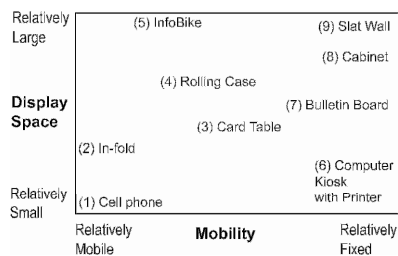 Relatively
Large
(5) InfoBike
(9) Slat Wall
(8) Cabinet
(4) Rolling Case
Display
Space
(7) Bulletin Board
(3) Card Table
(2) In-fold
(6) Computer
Kiosk
with Printer
Relatively
Small
(1) Cell phone
Relatively
Mobile
Mobility
Relatively
Fixed